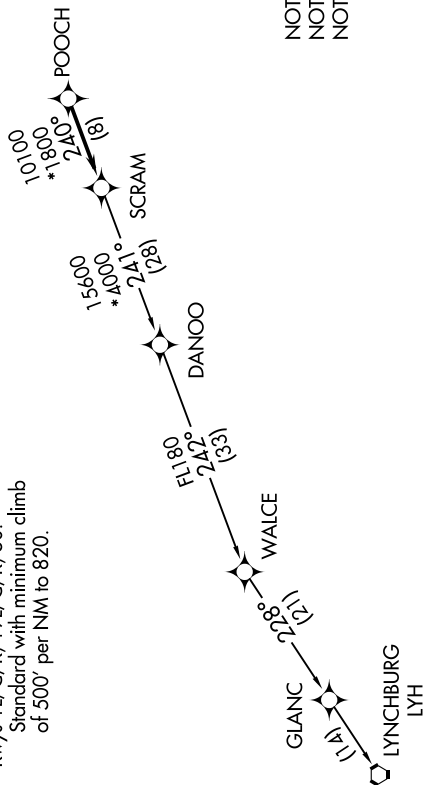 Standard with minimum climb
of 500' per NM to 820.
NOT
NOT
NOT
POOCH
10100
*1800
240°
(8)
SCRAM
15600
*4000
241°
(28)
DANOO
FL180
242°
(33)
WALCE
228°
(21)
GLANC
(14)
LYNCHBURG
LYH